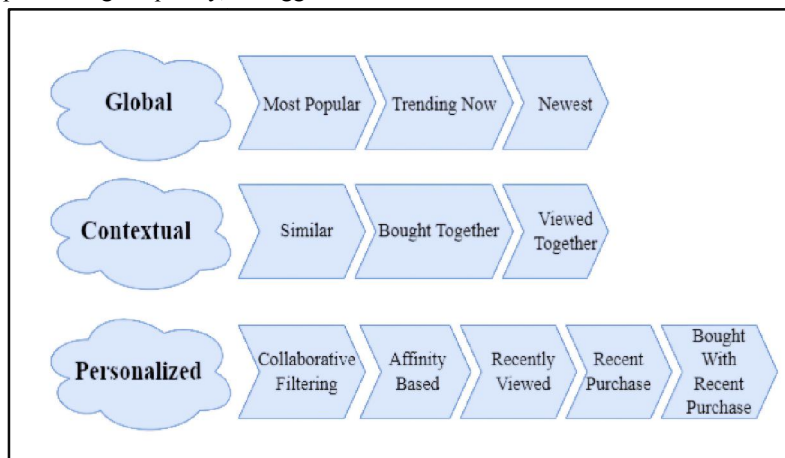 Global
Most Popular
Trending Now
Newest
Contextual
Similar
Bought Together
Viewed
Together
Personalized
Collaborative
Filtering
Affinity
Based
Recently
Viewed
Recent
Purchase
Bought
With
Recent
Purchase